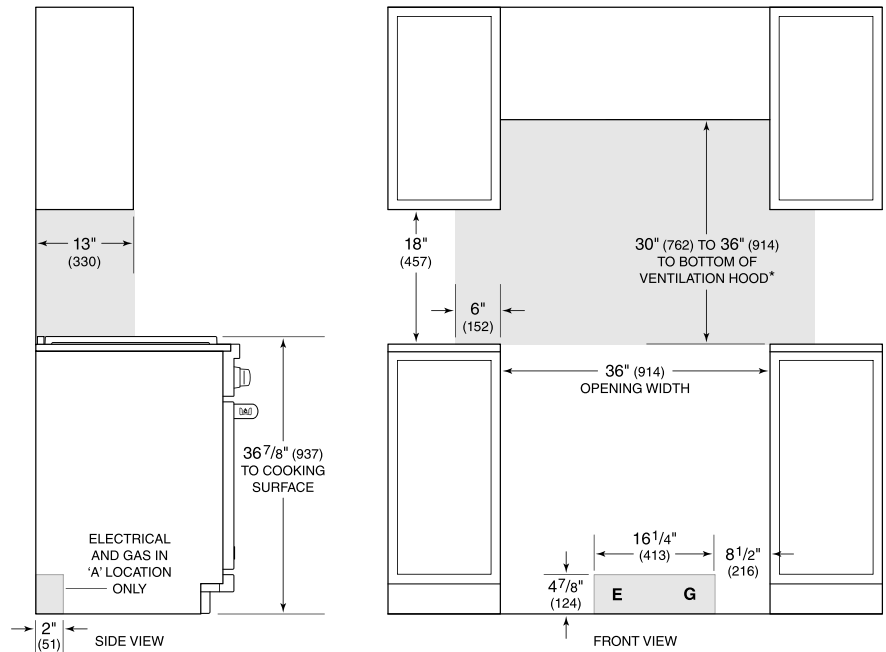 13"
(330)
36 7/8" (937)
TO COOKING
SURFACE
ELECTRICAL
AND GAS IN
‘A’ LOCATION
ONLY
2"
(51)
SIDE VIEW
18"
(457)
30" (762) TO 36" (914)
TO BOTTOM OF
VENTILATION HOOD*
6"
(152)
36" (914)
OPENING WIDTH
16 1/4"
(413)
8 1/2"
(216)
4 7/8"
(124)
E G
FRONT VIEW